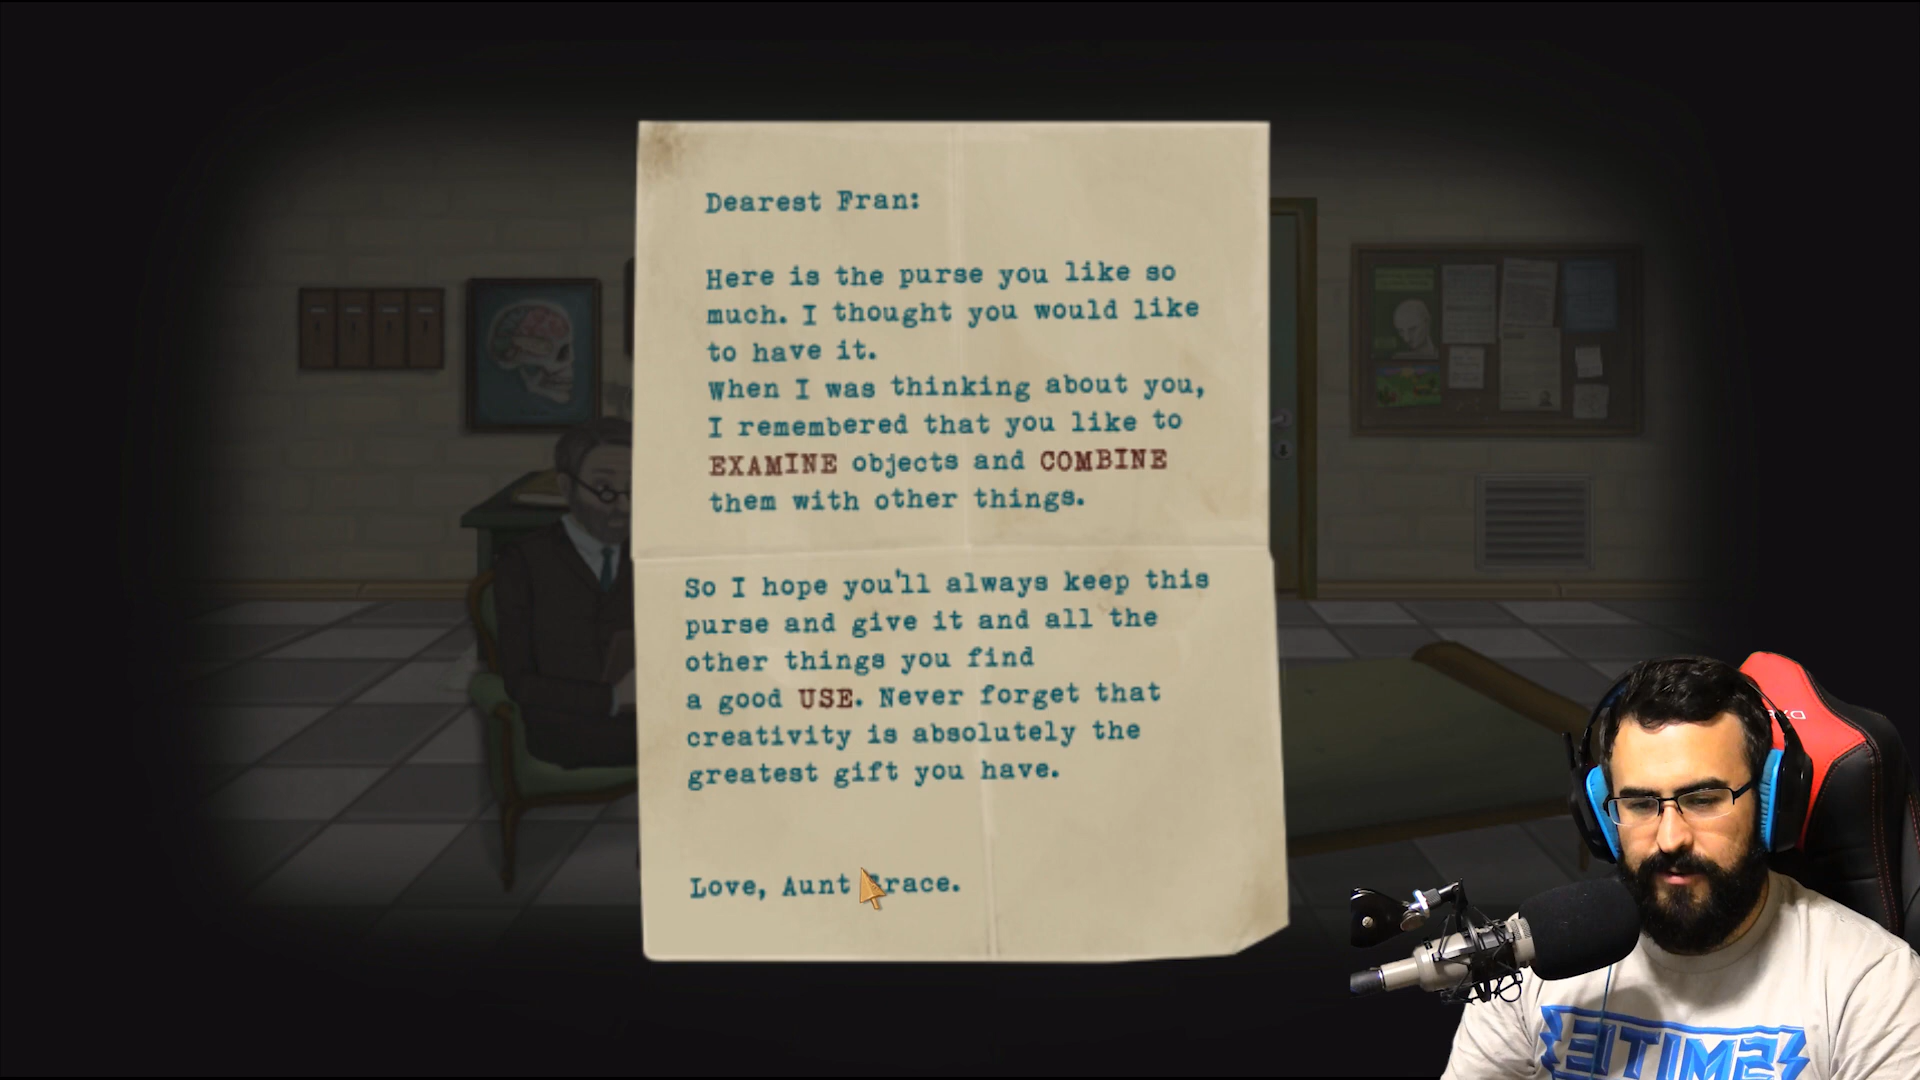 Dearest Fran:
Here is the purse you like so
much. I thought you would like
to have it.
When I was thinking about you,
I remembered that you like to
EXAMINE objects and COMBINE
them with other things.
So I hope you'll always keep this
purse and give it and all the
other things you find
a good USE. Never forget that
creativity is absolutely the
greatest gift you have.
Love, Aunt Grace.